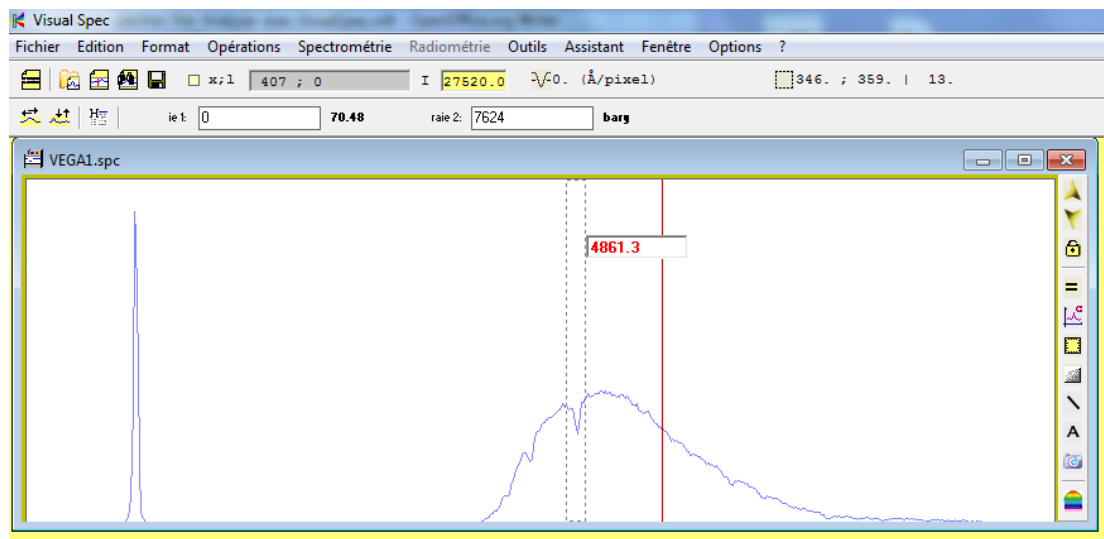 Visual Spec
Fichier Edition Format Opérations Spectrométrie Radiométrie Outils Assistant Fenêtre Options ?
x;l 407 ; 0 I 27520.0 0. (Å/pixel) 346. ; 359. | 13.
ie 1: 0 70.48 raie 2: 7624 bary
VEGA1.spc
4861.3
A